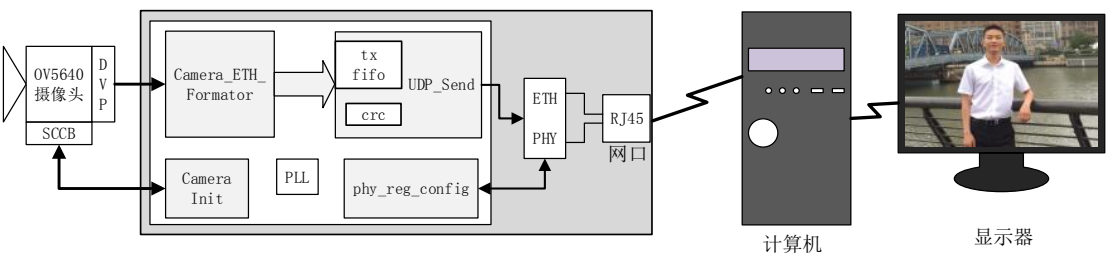 OV5640
摄像头
D
V
P
SCCB
Camera_ETH_
Formator
tx
fifo
UDP_Send
crc
Camera
Init
PLL
phy_reg_config
ETH
PHY
RJ45
网口
计算机
显示器